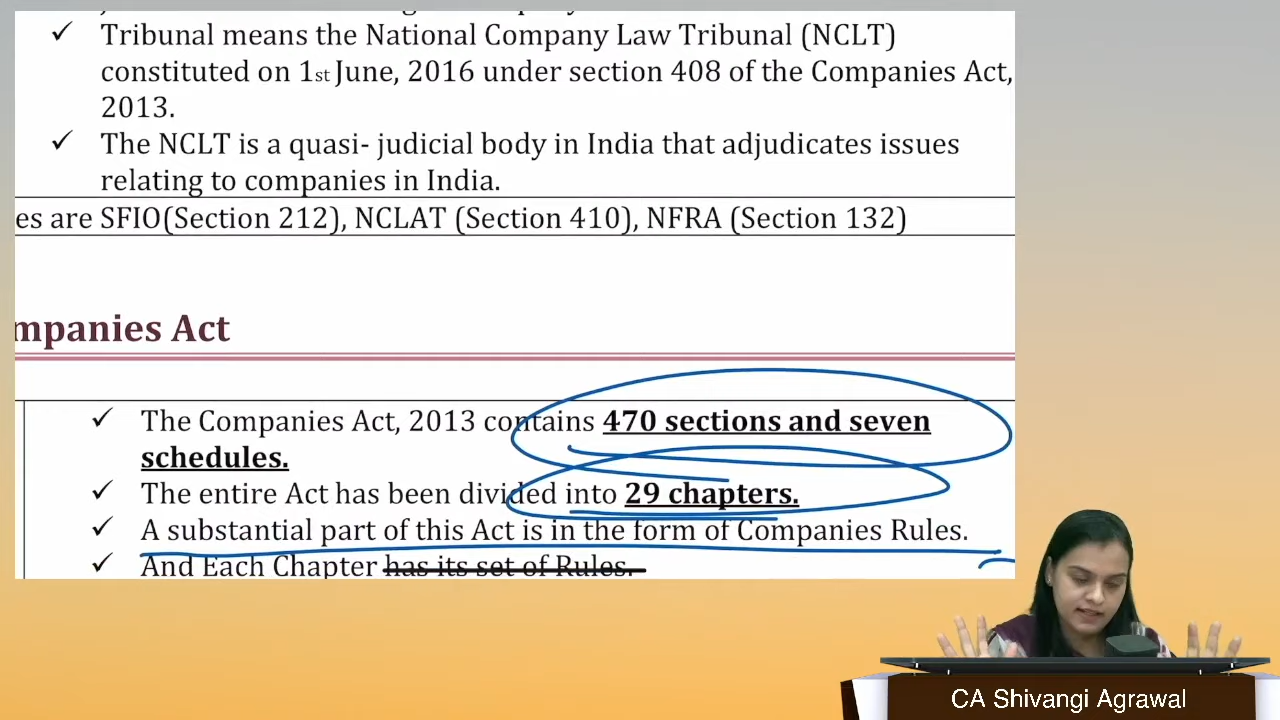 ✓ Tribunal means the National Company Law Tribunal (NCLT)
constituted on 1st June, 2016 under section 408 of the Companies Act,
2013.
✓ The NCLT is a quasi- judicial body in India that adjudicates issues
relating to companies in India.
es are SFIO(Section 212), NCLAT (Section 410), NFRA (Section 132)
mpanies Act
✓ The Companies Act, 2013 contains 470 sections and seven
schedules.
✓ The entire Act has been divided into 29 chapters.
✓ A substantial part of this Act is in the form of Companies Rules.
✓ And Each Chapter has its set of Rules.
CA Shivangi Agrawal